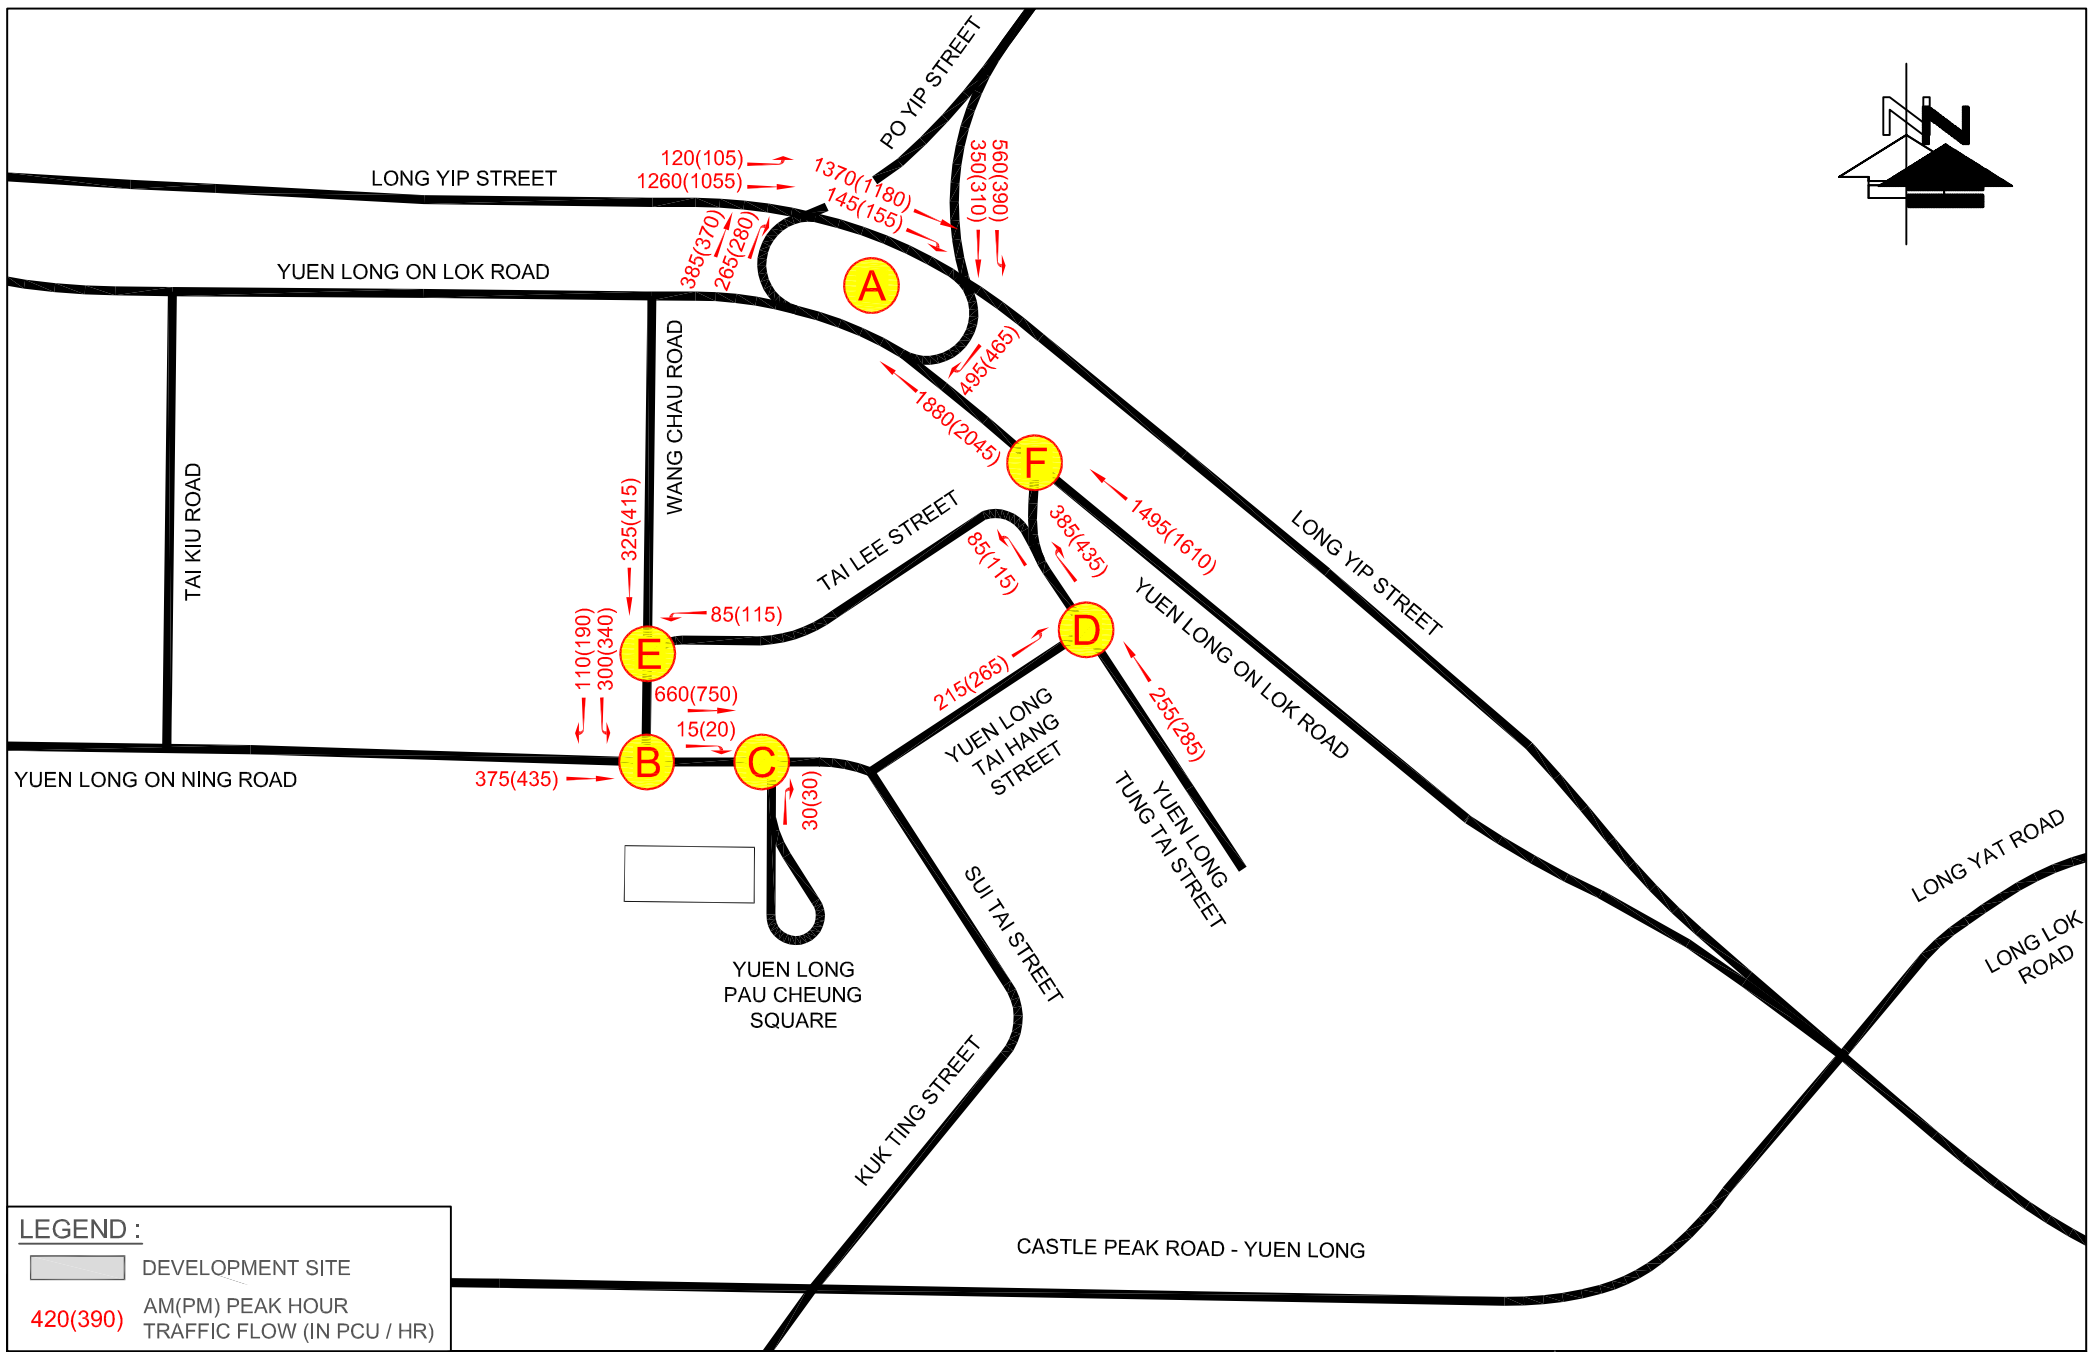 PO YIP STREET
120(105)
1260(1055)
LONG YIP STREET
1370(1180)
145(155)
560(390)
350(310)
N
N
385(370)
265(280)
YUEN LONG ON LOK ROAD
A
495(465)
1880(2045)
WANG CHAU ROAD
TAI KIU ROAD
F
1495(1610)
LONG YIP STREET
325(415)
TAI LEE STREET
85(115)
385(435)
YUEN LONG ON LOK ROAD
85(115)
110(190)
300(340)
E
D
215(265)
255(285)
660(750)
15(20)
YUEN LONG
TAI HANG
STREET
B
C
375(435)
30(30)
YUEN LONG ON NING ROAD
YUEN LONG
TUNG TAI STREET
SUI TAI STREET
LONG YAT ROAD
LONG LOK
ROAD
YUEN LONG
PAU CHEUNG
SQUARE
KUK TING STREET
CASTLE PEAK ROAD - YUEN LONG
LEGEND :
DEVELOPMENT SITE
420(390)
AM(PM) PEAK HOUR
TRAFFIC FLOW (IN PCU / HR)